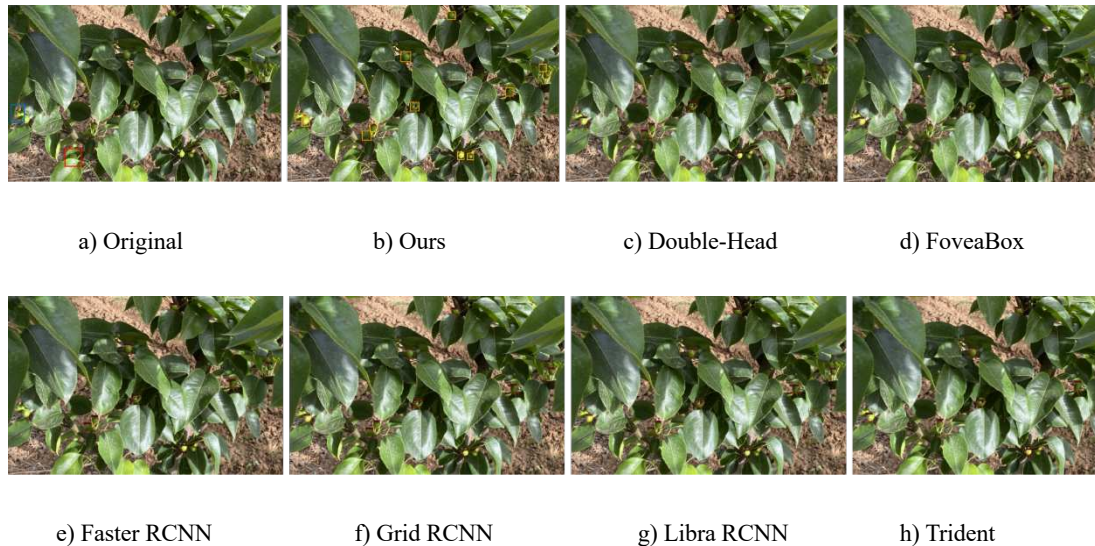 a) Original
b) Ours
c) Double-Head
d) FoveaBox
e) Faster RCNN
f) Grid RCNN
g) Libra RCNN
h) Trident